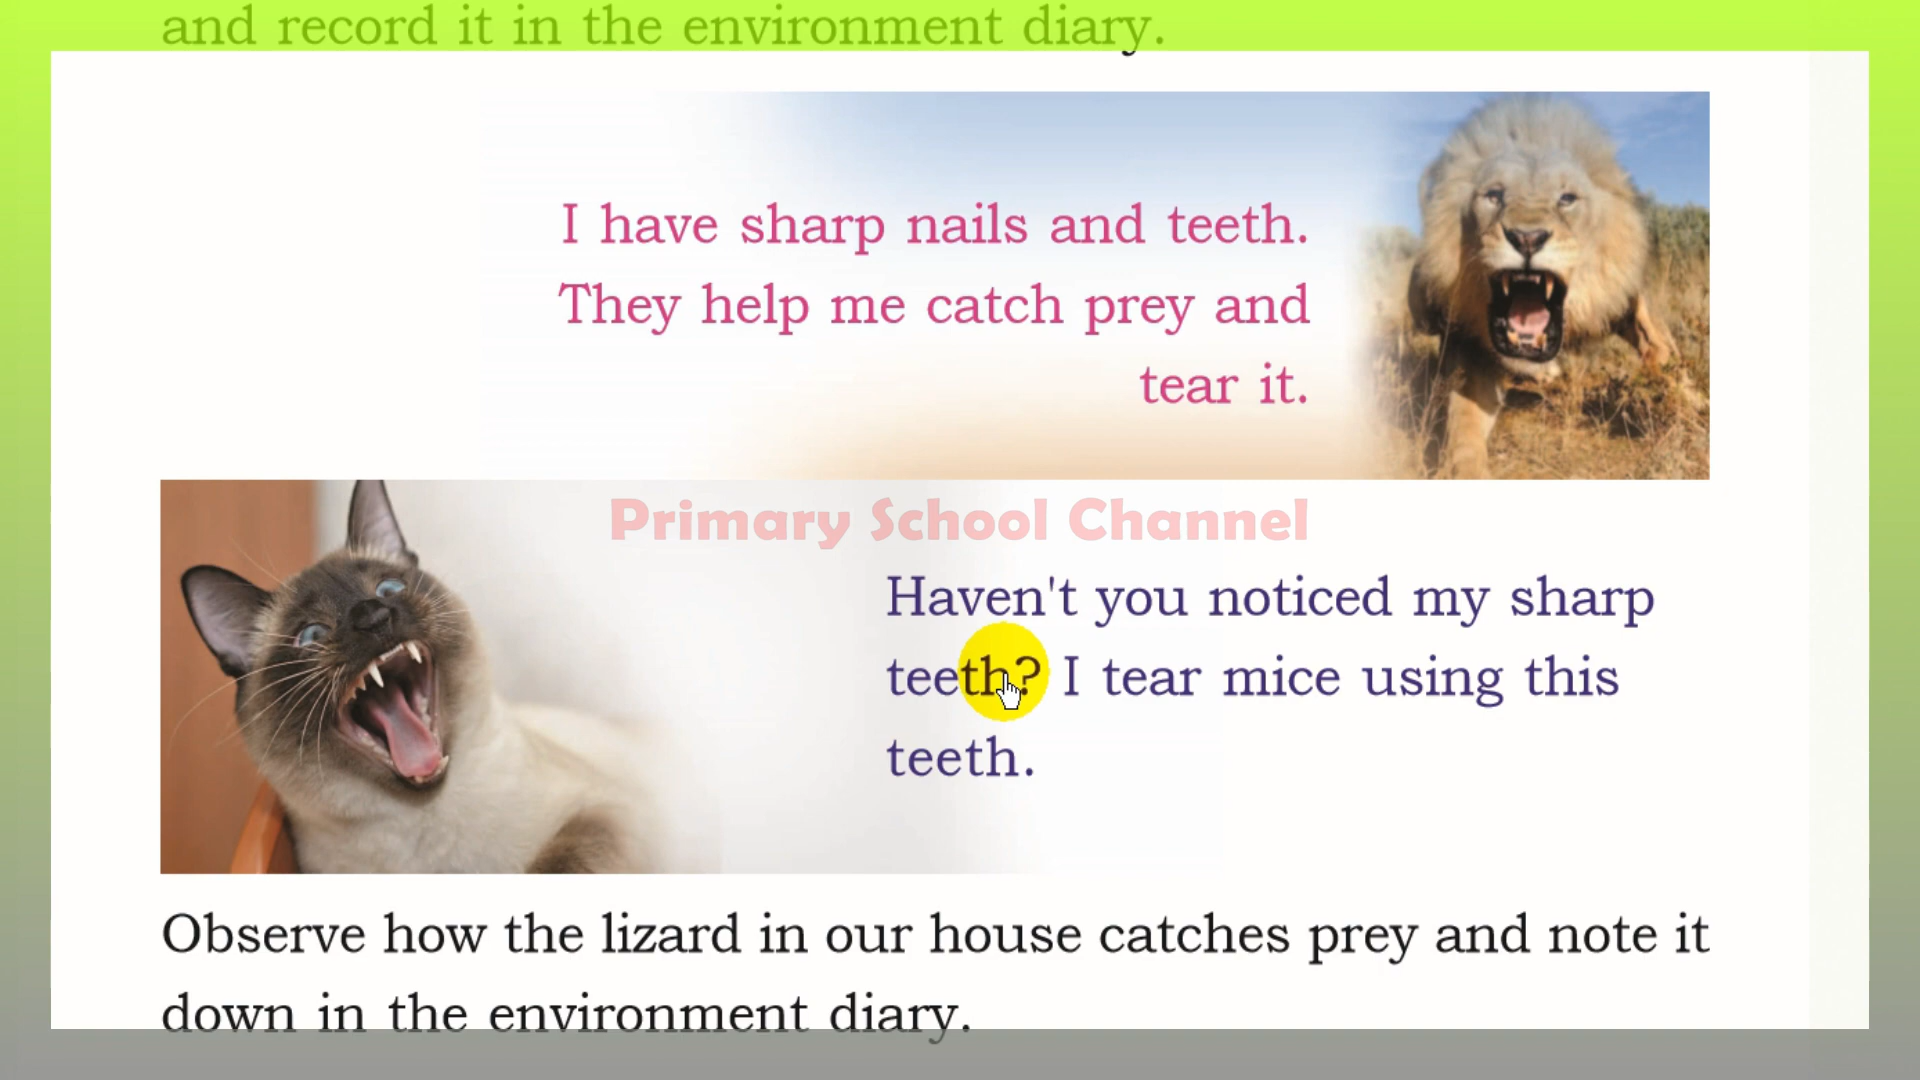 and record it in the environment diary.
I have sharp nails and teeth.
They help me catch prey and
tear it.
Primary School Channel
Haven't you noticed my sharp
teeth? I tear mice using this
teeth.
Observe how the lizard in our house catches prey and note it
down in the environment diary.